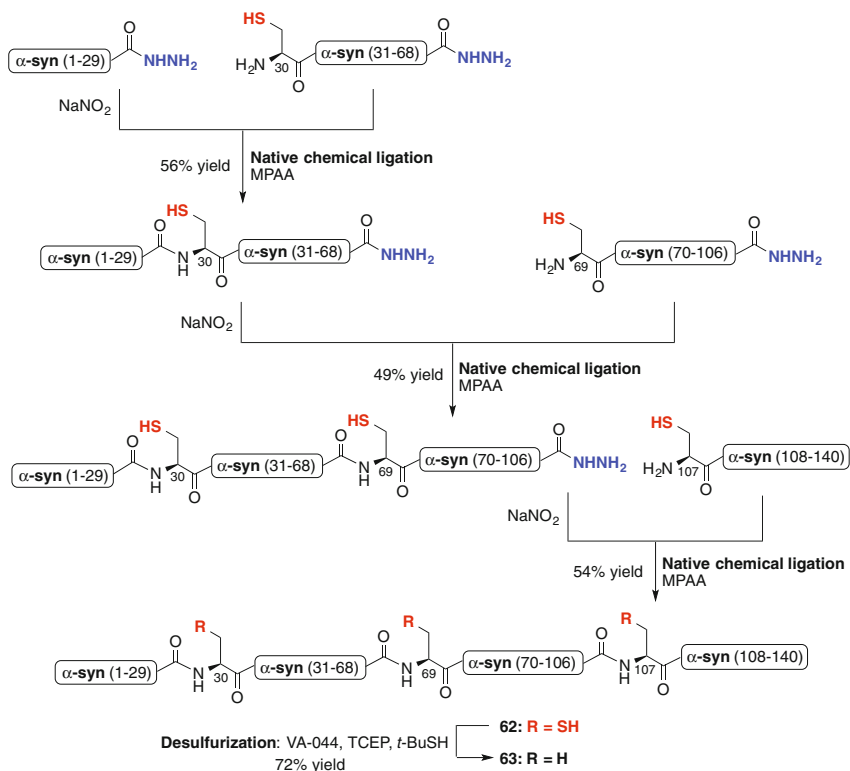 HS
O
α-syn (1-29) NHNH₂ H₂N 30 O α-syn (31-68) O NHNH₂
NaNO₂
56% yield Native chemical ligation
MPAA
HS
O
α-syn (1-29) N H 30 O α-syn (31-68) O NHNH₂
HS
H₂N 69 O α-syn (70-106) O NHNH₂
NaNO₂
49% yield Native chemical ligation
MPAA
HS HS HS
α-syn (1-29) O N H 30 O α-syn (31-68) O N H 69 O α-syn (70-106) O NHNH₂ H₂N 107 O α-syn (108-140)
NaNO₂
54% yield Native chemical ligation
MPAA
R R R
α-syn (1-29) O N H 30 O α-syn (31-68) O N H 69 O α-syn (70-106) O N H 107 O α-syn (108-140)
62: R = SH
Desulfurization: VA-044, TCEP, t-BuSH
72% yield
63: R = H